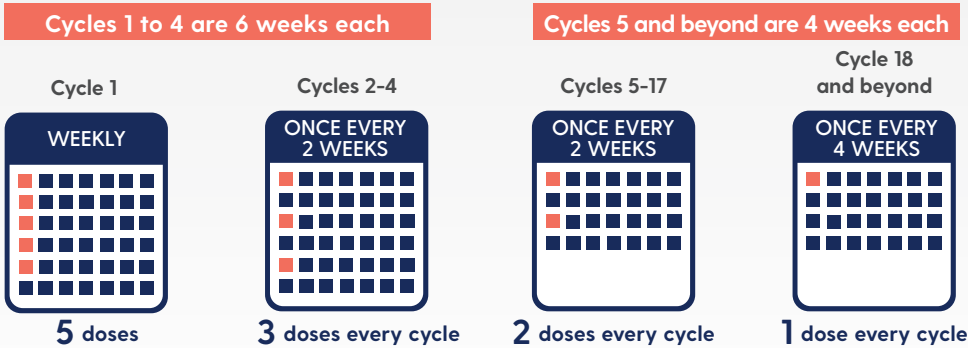 Cycles 1 to 4 are 6 weeks each
Cycles 5 and beyond are 4 weeks each
Cycle 1
WEEKLY
5 doses
Cycles 2-4
ONCE EVERY
2 WEEKS
3 doses every cycle
Cycles 5-17
ONCE EVERY
2 WEEKS
2 doses every cycle
Cycle 18
and beyond
ONCE EVERY
4 WEEKS
1 dose every cycle